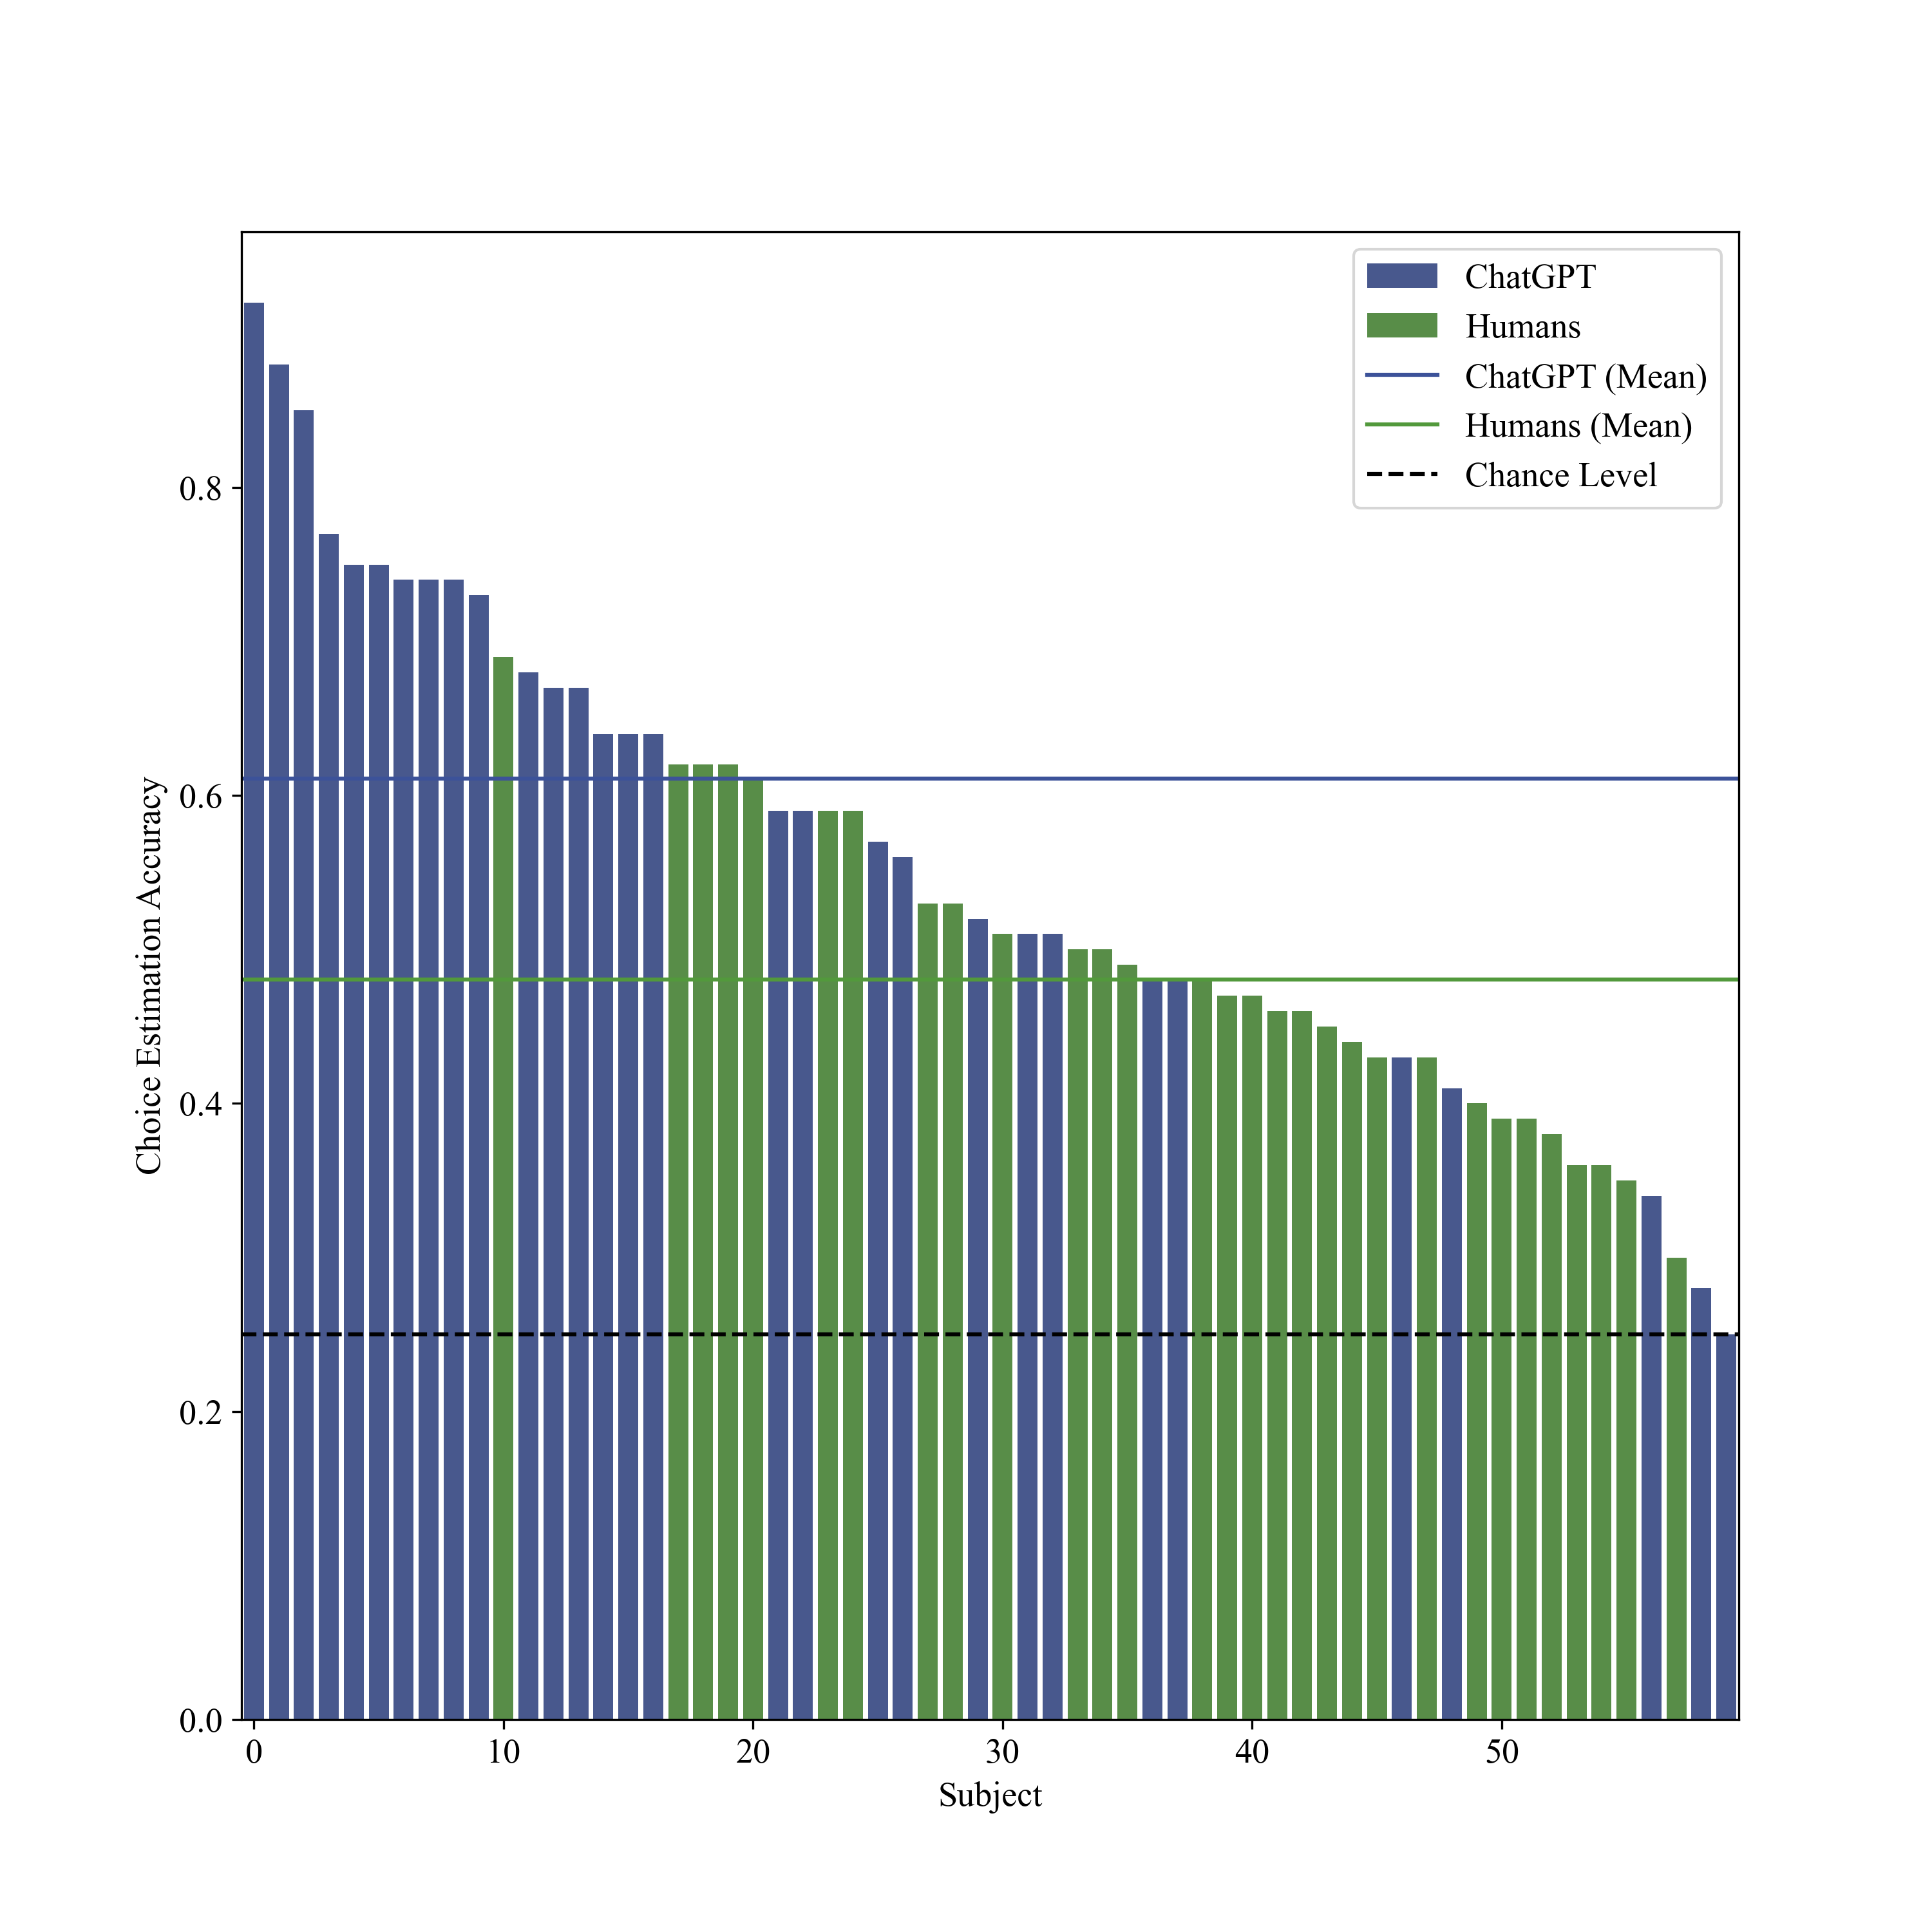 ChatGPT
Humans
ChatGPT (Mean)
Humans (Mean)
Chance Level
Choice Estimation Accuracy
0.8
0.6
0.4
0.2
0.0
0 10 20 30 40 50
Subject